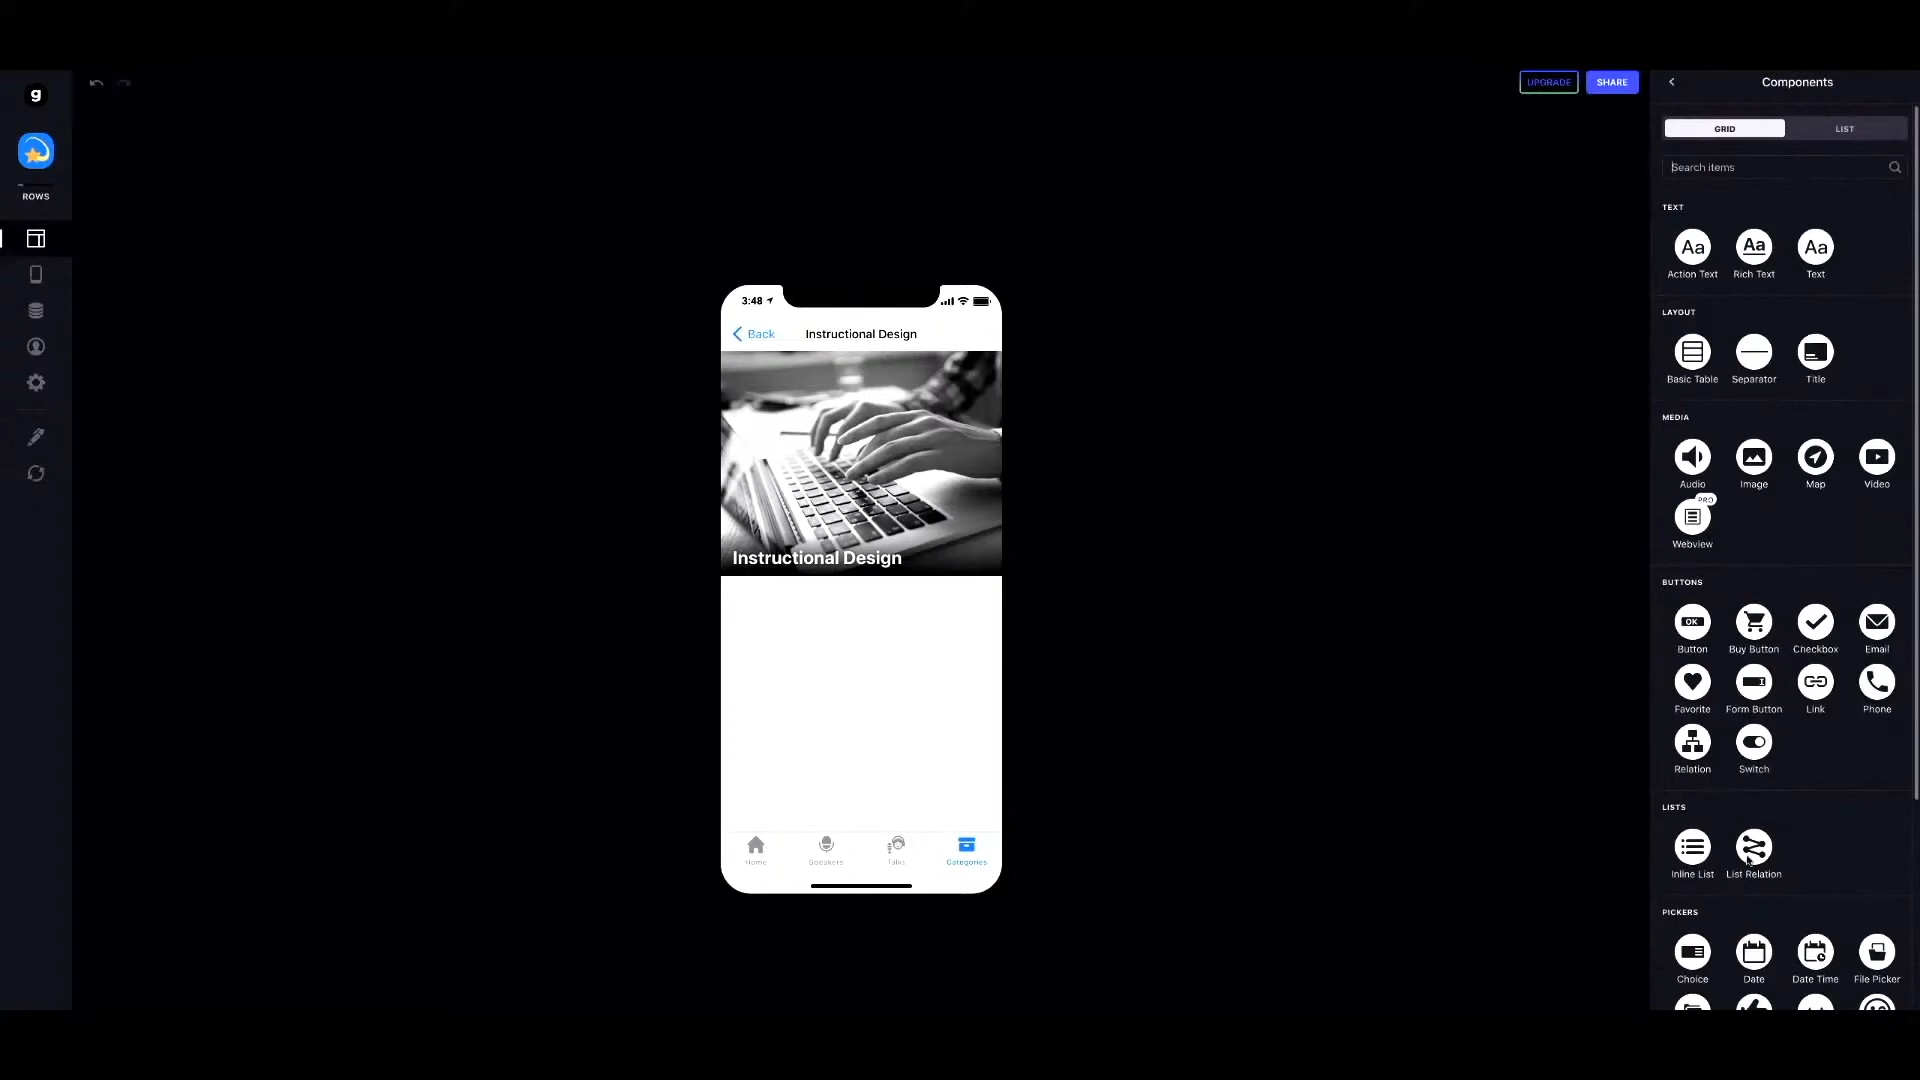 g
UPGRADE
SHARE
Components
GRID
LIST
ROWS
Search items
TEXT
Aa
Aa
Aa
Action Text
Rich Text
Text
3:48
Back
Instructional Design
LAYOUT
Basic Table
Separator
Title
MEDIA
Audio
Image
Map
Video
PRO
Webview
Instructional Design
BUTTONS
OK
Button
Buy Button
Checkbox
Email
Favorite
Form Button
Link
Phone
Relation
Switch
LISTS
Inline List
List Relation
Home
Speakers
Talks
Categories
PICKERS
Choice
Date
Date Time
File Picker